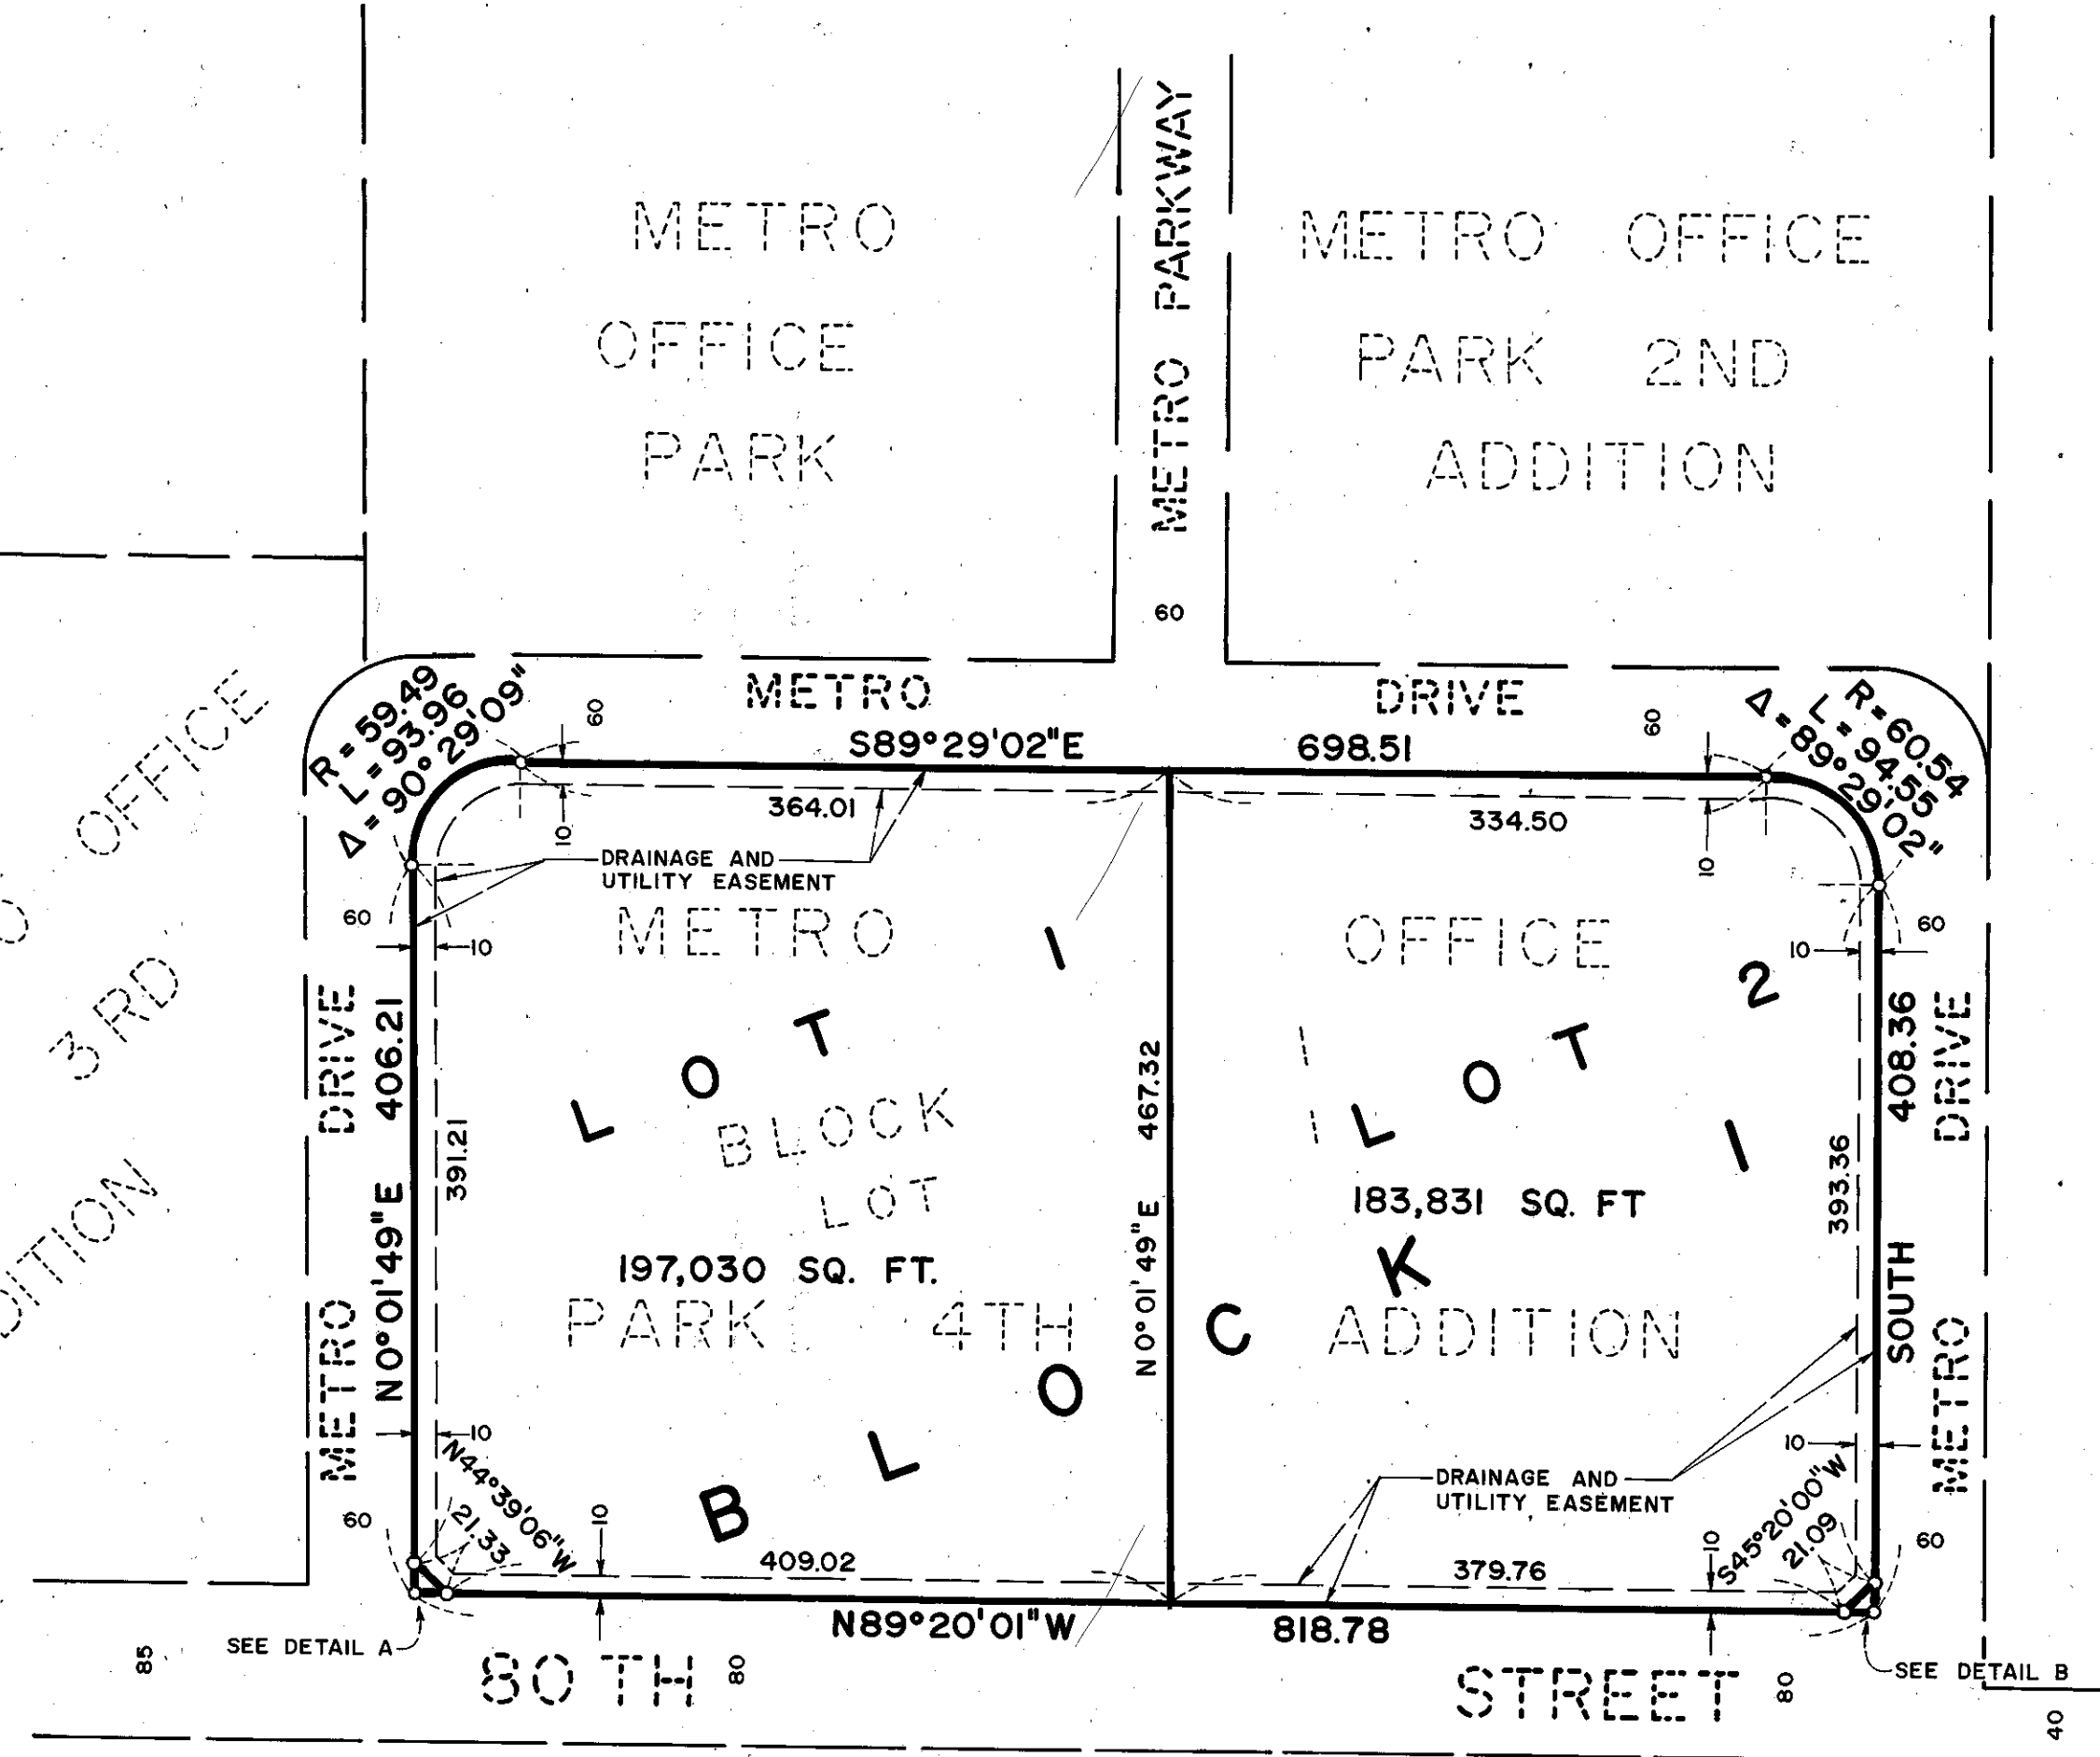 METRO
OFFICE
PARK
METRO PARKWAY
METRO OFFICE
PARK 2ND
ADDITION
60
OFFICE
3RD
DITION
R = 59.49
L = 93.96
Δ = 90°29'09"
METRO DRIVE
60
60
S89°29'02"E 698.51
R = 60.54
L = 94.55
Δ = 89°29'02"
364.01
334.50
10
10
DRAINAGE AND
UTILITY EASEMENT
60
10
60
10
METRO OFFICE
PARK 4TH ADDITION
BLOCK
LOT
LOT 1
LOT 2
BLOCK 1
METRO DRIVE
N0°01'49"E 406.21
391.21
197,030 SQ. FT.
N0°01'49"E 467.32
183,831 SQ. FT
393.36
SOUTH 408.36
METRO DRIVE
10
10
N44°39'06"W
21.33
60
10
409.02
DRAINAGE AND
UTILITY EASEMENT
379.76
10
S45°20'00"W
21.09
60
N89°20'01"W 818.78
SEE DETAIL A
SEE DETAIL B
85
80TH STREET
80
80
40